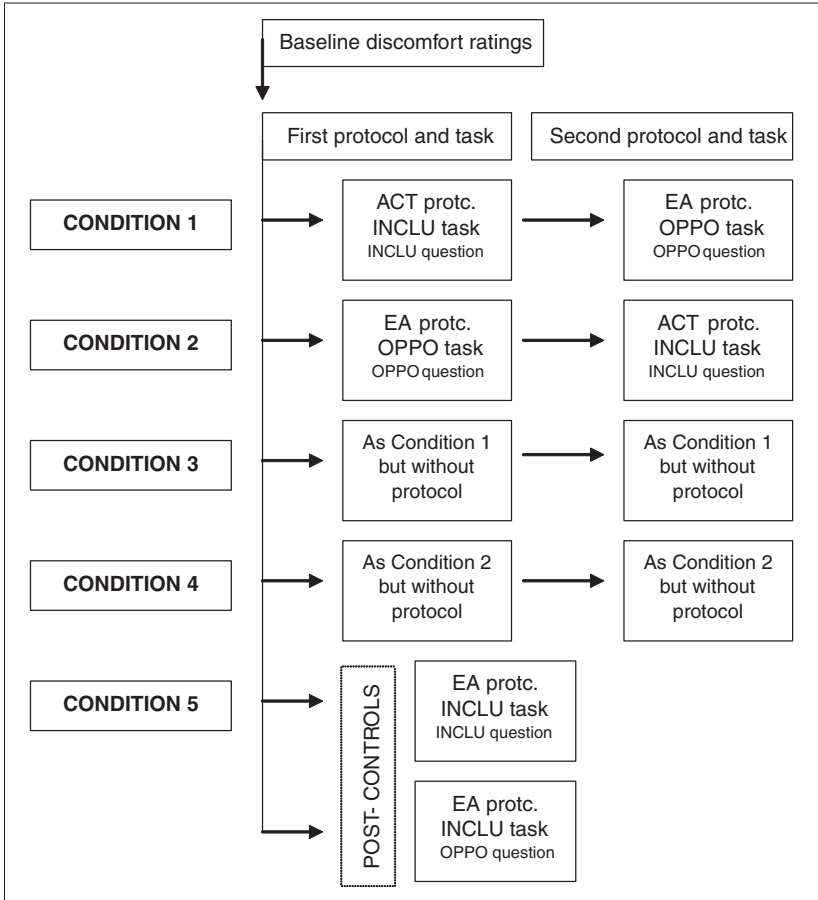 Baseline discomfort ratings
First protocol and task
Second protocol and task
CONDITION 1
ACT protc.
INCLU task
INCLU question
EA protc.
OPPO task
OPPO question
CONDITION 2
EA protc.
OPPO task
OPPO question
ACT protc.
INCLU task
INCLU question
CONDITION 3
As Condition 1
but without
protocol
As Condition 1
but without
protocol
CONDITION 4
As Condition 2
but without
protocol
As Condition 2
but without
protocol
CONDITION 5
POST- CONTROLS
EA protc.
INCLU task
INCLU question
EA protc.
INCLU task
OPPO question